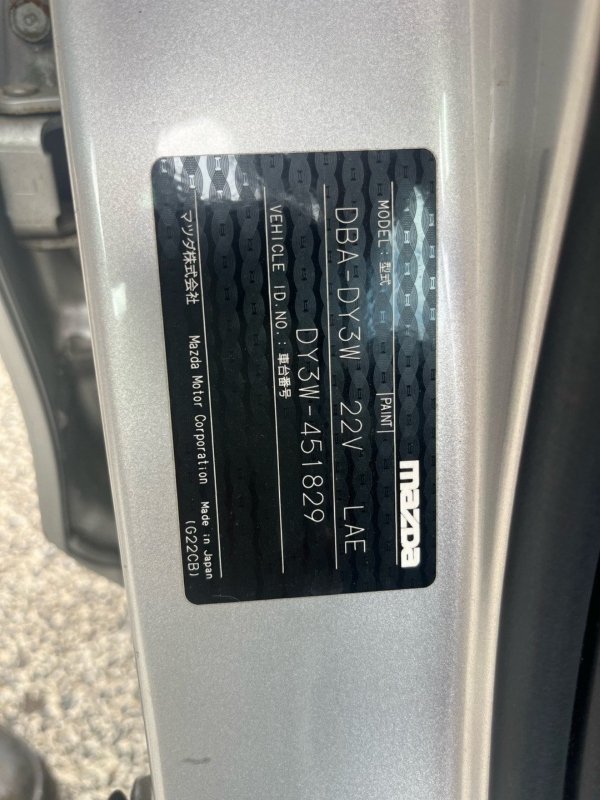 mazda
MODEL:型式 PAINT
DBA-DY3W 22V LAE
VEHICLE ID.NO.:車台番号
DY3W-451829
マツダ株式会社 Mazda Motor Corporation Made in Japan
(G22CB)